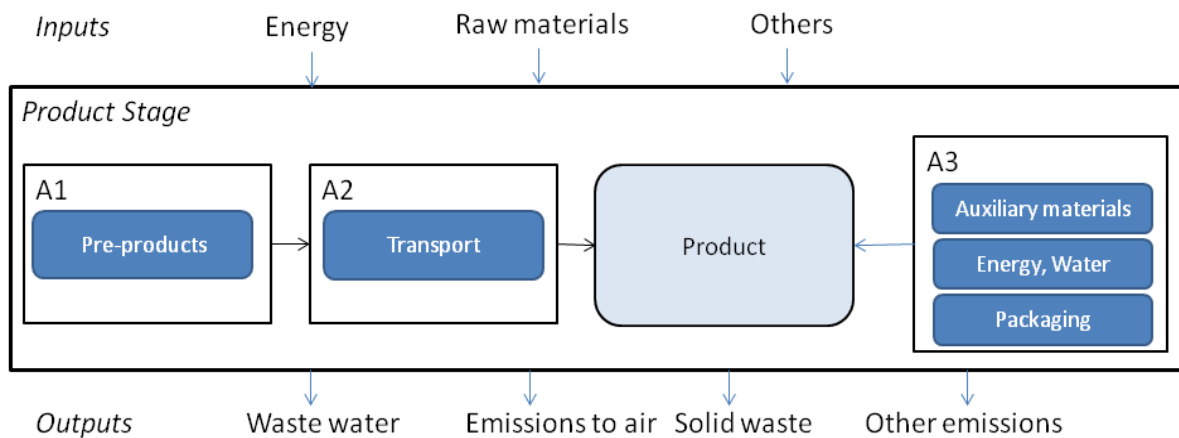 Inputs Energy Raw materials Others
Product Stage
A1
Pre-products
A2
Transport
Product
A3
Auxiliary materials
Energy, Water
Packaging
Outputs Waste water Emissions to air Solid waste Other emissions